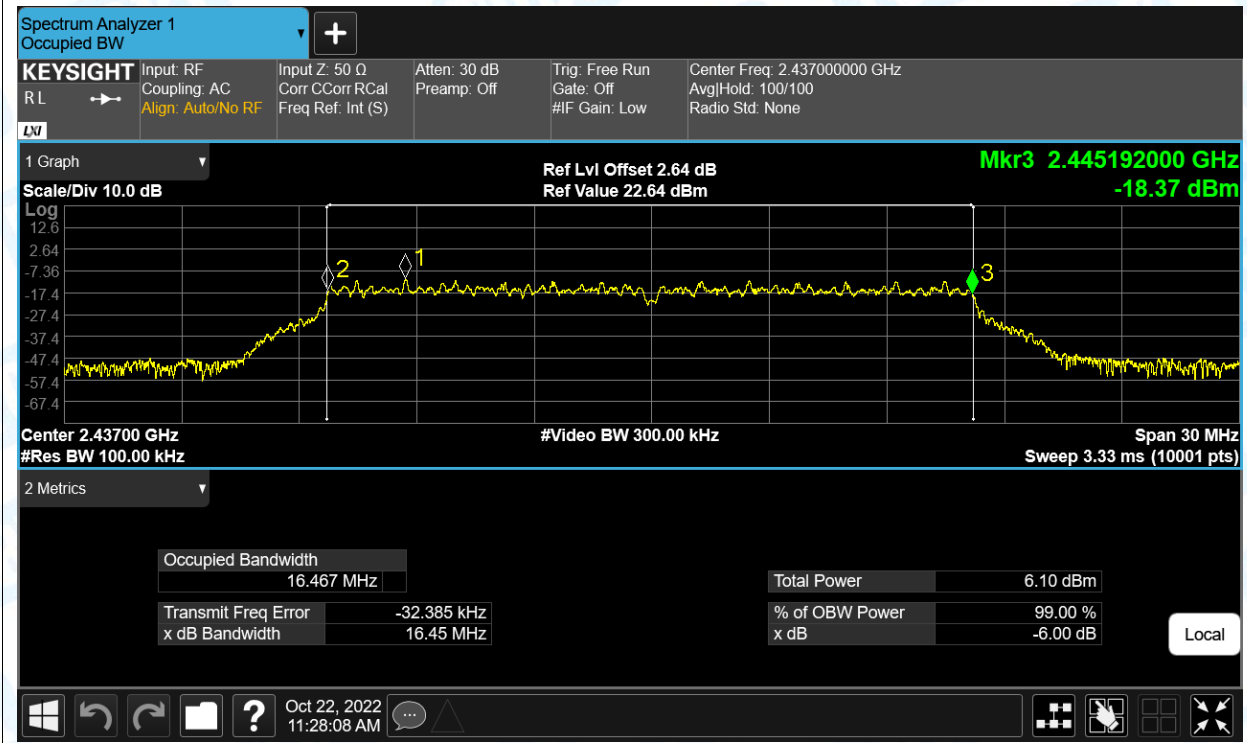 Spectrum Analyzer 1
Occupied BW
KEYSIGHT
R L
LXI
Input: RF
Coupling: AC
Align: Auto/No RF
Input Z: 50 Ω
Corr CCorr RCal
Freq Ref: Int (S)
Atten: 30 dB
Preamp: Off
Trig: Free Run
Gate: Off
#IF Gain: Low
Center Freq: 2.437000000 GHz
Avg|Hold: 100/100
Radio Std: None
1 Graph
Scale/Div 10.0 dB
Ref Lvl Offset 2.64 dB
Ref Value 22.64 dBm
Mkr3 2.445192000 GHz
-18.37 dBm
Log
12.6
2.64
-7.36
-17.4
-27.4
-37.4
-47.4
-57.4
-67.4
2
1
3
Center 2.43700 GHz
#Res BW 100.00 kHz
#Video BW 300.00 kHz
Span 30 MHz
Sweep 3.33 ms (10001 pts)
2 Metrics
Occupied Bandwidth
16.467 MHz
Transmit Freq Error -32.385 kHz
x dB Bandwidth 16.45 MHz
Total Power 6.10 dBm
% of OBW Power 99.00 %
x dB -6.00 dB
Local
?
Oct 22, 2022
11:28:08 AM